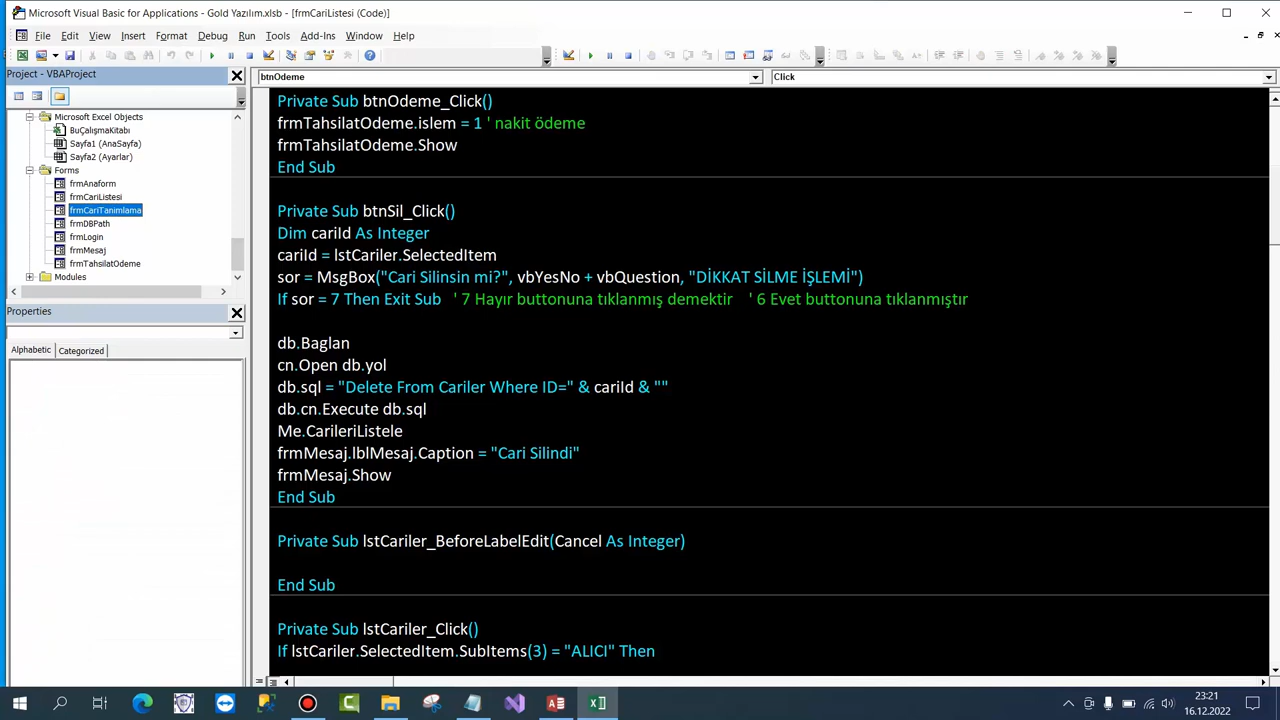 Microsoft Visual Basic for Applications - Gold Yazılım.xlsb - [frmCariListesi (Code)]
File Edit View Insert Format Debug Run Tools Add-Ins Window Help
Project - VBAProject
btnOdeme
Click
Microsoft Excel Objects
BuÇalışmaKitabı
Sayfa1 (AnaSayfa)
Sayfa2 (Ayarlar)
Forms
frmAnaform
frmCariListesi
frmCariTanimlama
frmDBPath
frmLogin
frmMesaj
frmTahsilatOdeme
Modules
Properties
Alphabetic Categorized
Private Sub btnOdeme_Click()
frmTahsilatOdeme.islem = 1 ' nakit ödeme
frmTahsilatOdeme.Show
End Sub
Private Sub btnSil_Click()
Dim cariId As Integer
cariId = lstCariler.SelectedItem
sor = MsgBox("Cari Silinsin mi?", vbYesNo + vbQuestion, "DİKKAT SİLME İŞLEMİ")
If sor = 7 Then Exit Sub ' 7 Hayır buttonuna tıklanmış demektir ' 6 Evet buttonuna tıklanmıştır
db.Baglan
cn.Open db.yol
db.sql = "Delete From Cariler Where ID=" & cariId & ""
db.cn.Execute db.sql
Me.CarileriListele
frmMesaj.lblMesaj.Caption = "Cari Silindi"
frmMesaj.Show
End Sub
Private Sub lstCariler_BeforeLabelEdit(Cancel As Integer)
End Sub
Private Sub lstCariler_Click()
If lstCariler.SelectedItem.SubItems(3) = "ALICI" Then
23:21
16.12.2022